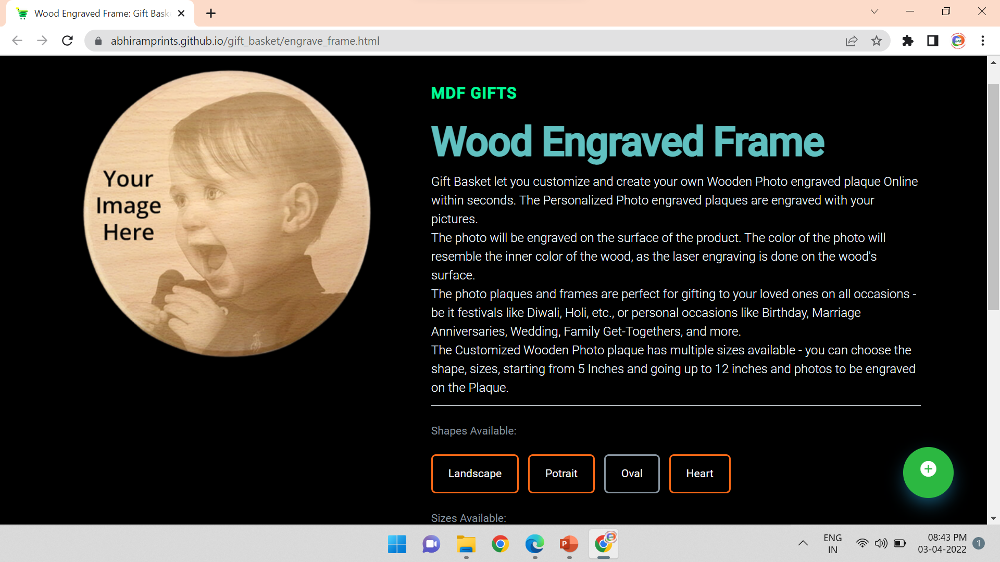 Wood Engraved Frame: Gift Bask
abhiramprints.github.io/gift_basket/engrave_frame.html
Your
Image
Here
MDF GIFTS
Wood Engraved Frame
Gift Basket let you customize and create your own Wooden Photo engraved plaque Online
within seconds. The Personalized Photo engraved plaques are engraved with your
pictures.
The photo will be engraved on the surface of the product. The color of the photo will
resemble the inner color of the wood, as the laser engraving is done on the wood's
surface.
The photo plaques and frames are perfect for gifting to your loved ones on all occasions -
be it festivals like Diwali, Holi, etc., or personal occasions like Birthday, Marriage
Anniversaries, Wedding, Family Get-Togethers, and more.
The Customized Wooden Photo plaque has multiple sizes available - you can choose the
shape, sizes, starting from 5 Inches and going up to 12 inches and photos to be engraved
on the Plaque.
Shapes Available:
Landscape
Potrait
Oval
Heart
Sizes Available:
P
ENG
IN
08:43 PM
03-04-2022
1